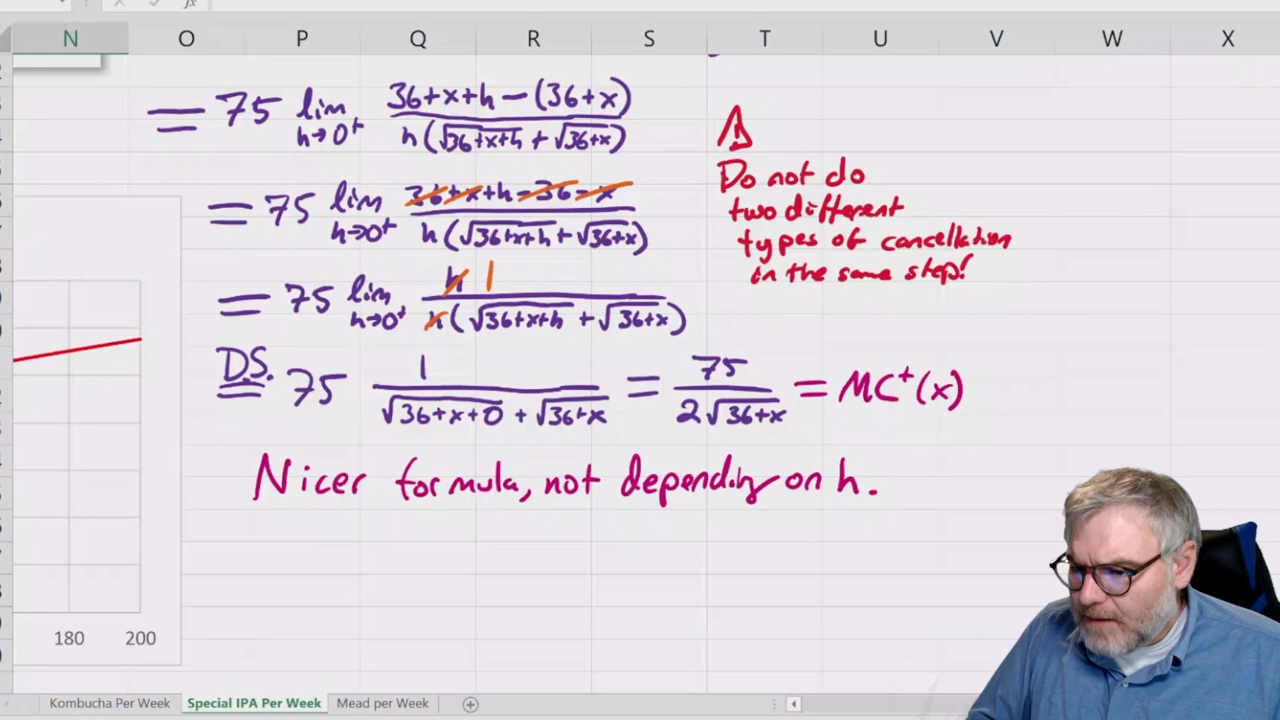 N O P Q R S T U V W X
= 75 lim h→0⁺ (36+x+h−(36+x))/(h(√(36+x+h) + √(36+x)))
= 75 lim h→0⁺ (36+x+h−36−x)/(h(√(36+x+h) + √(36+x)))
= 75 lim h→0⁺ h 1/(h(√(36+x+h) + √(36+x)))
D.S. 75 1/(√(36+x+0) + √(36+x)) = 75/(2√(36+x)) = MC⁺(x)
Nicer formula, not depending on h.
Do not do
two different
types of cancellation
in the same step!
180 200
Kombucha Per Week Special IPA Per Week Mead per Week